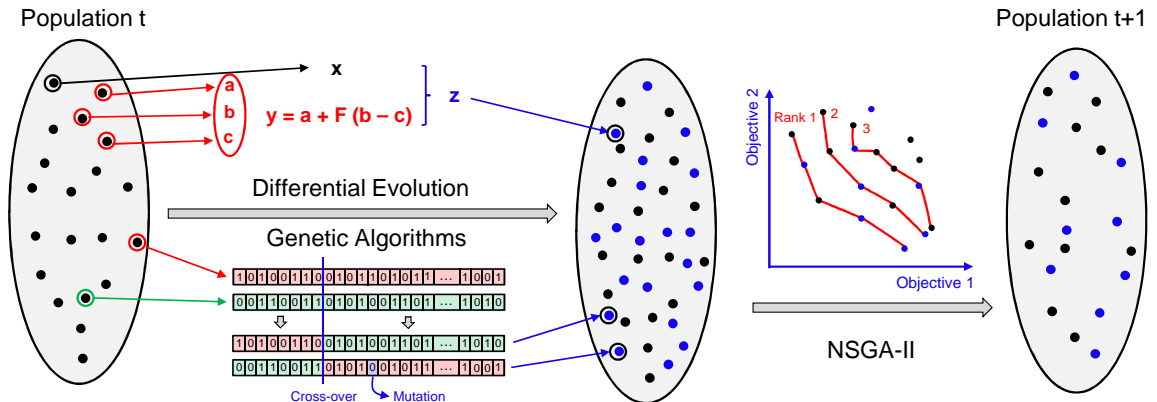 Population t
Population t+1
x
a
b
c
y = a + F (b – c)
z
Differential Evolution
Genetic Algorithms
1 0 1 0 0 1 1 0 0 1 0 1 1 0 1 0 1 1 ... 1 0 0 1
0 0 1 1 0 0 1 1 0 1 0 1 0 0 1 1 0 1 ... 1 0 1 0
1 0 1 0 0 1 1 0 0 1 0 1 0 0 1 1 0 1 ... 1 0 1 0
0 0 1 1 0 0 1 1 0 1 0 1 0 0 1 0 1 1 ... 1 0 0 1
Cross-over
Mutation
Objective 2
Rank 1
2
3
Objective 1
NSGA-II